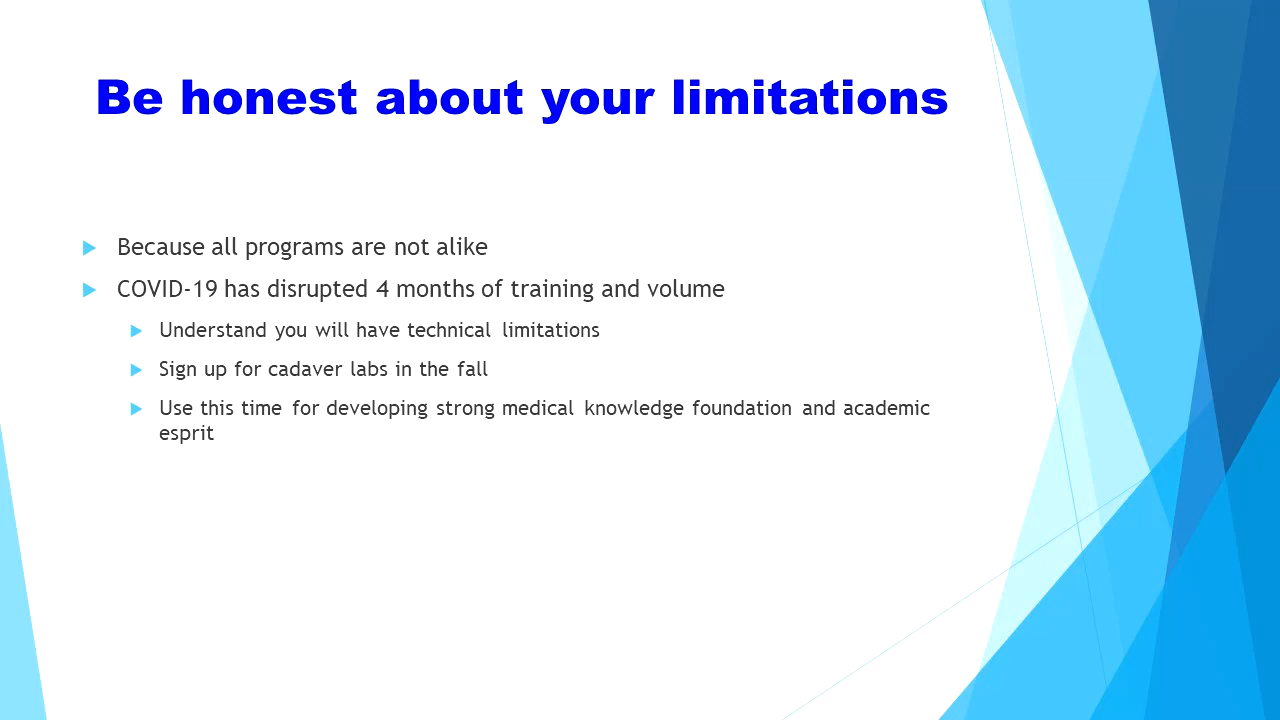 Be honest about your limitations
Because all programs are not alike
COVID-19 has disrupted 4 months of training and volume
Understand you will have technical limitations
Sign up for cadaver labs in the fall
Use this time for developing strong medical knowledge foundation and academic
esprit